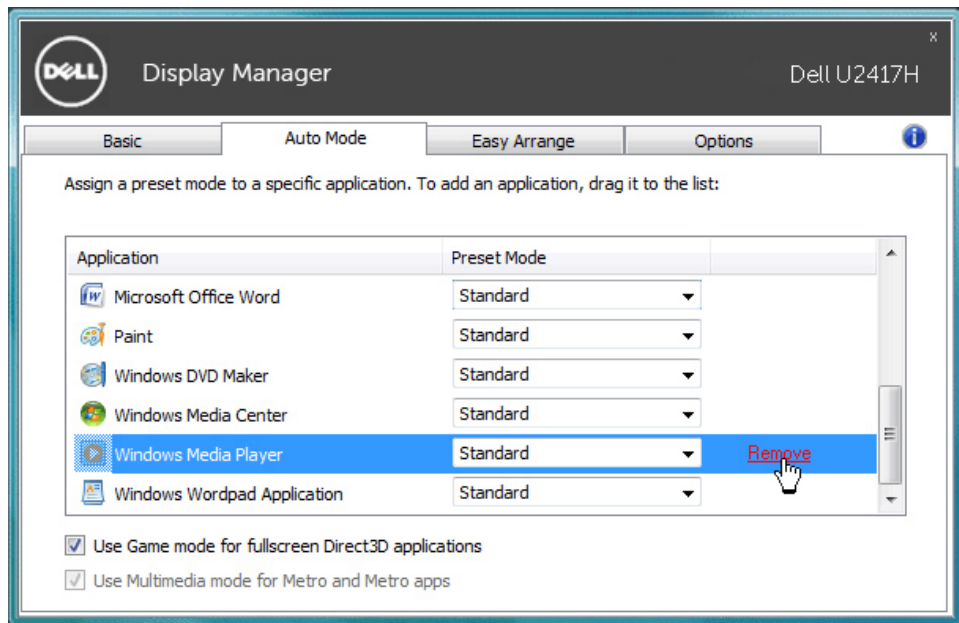 x
DELL Display Manager Dell U2417H
Basic Auto Mode Easy Arrange Options i
Assign a preset mode to a specific application. To add an application, drag it to the list:
Application Preset Mode
Microsoft Office Word Standard
Paint Standard
Windows DVD Maker Standard
Windows Media Center Standard
Windows Media Player Standard Remove
Windows Wordpad Application Standard
Use Game mode for fullscreen Direct3D applications
Use Multimedia mode for Metro and Metro apps